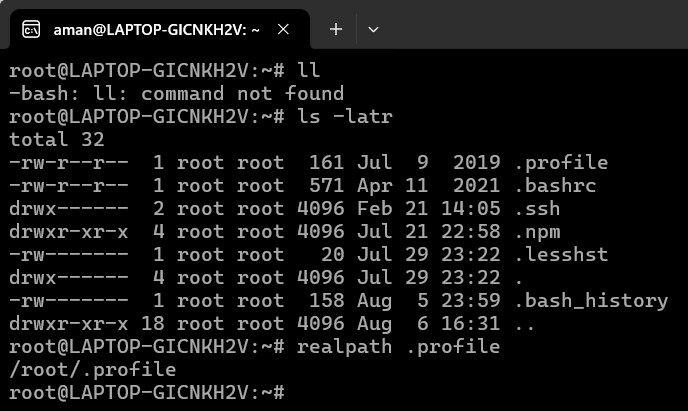 aman@LAPTOP-GICNKH2V: ~
root@LAPTOP-GICNKH2V:~# ll
-bash: ll: command not found
root@LAPTOP-GICNKH2V:~# ls -latr
total 32
-rw-r--r--  1 root root  161 Jul  9  2019 .profile
-rw-r--r--  1 root root  571 Apr 11  2021 .bashrc
drwx------  2 root root 4096 Feb 21 14:05 .ssh
drwxr-xr-x  4 root root 4096 Jul 21 22:58 .npm
-rw-------  1 root root   20 Jul 29 23:22 .lesshst
drwx------  4 root root 4096 Jul 29 23:22 .
-rw-------  1 root root  158 Aug  5 23:59 .bash_history
drwxr-xr-x 18 root root 4096 Aug  6 16:31 ..
root@LAPTOP-GICNKH2V:~# realpath .profile
/root/.profile
root@LAPTOP-GICNKH2V:~#